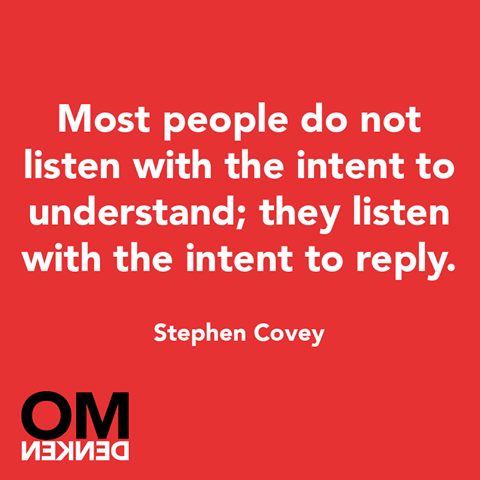 Most people do not
listen with the intent to
understand; they listen
with the intent to reply.
Stephen Covey
OM
DENKEN